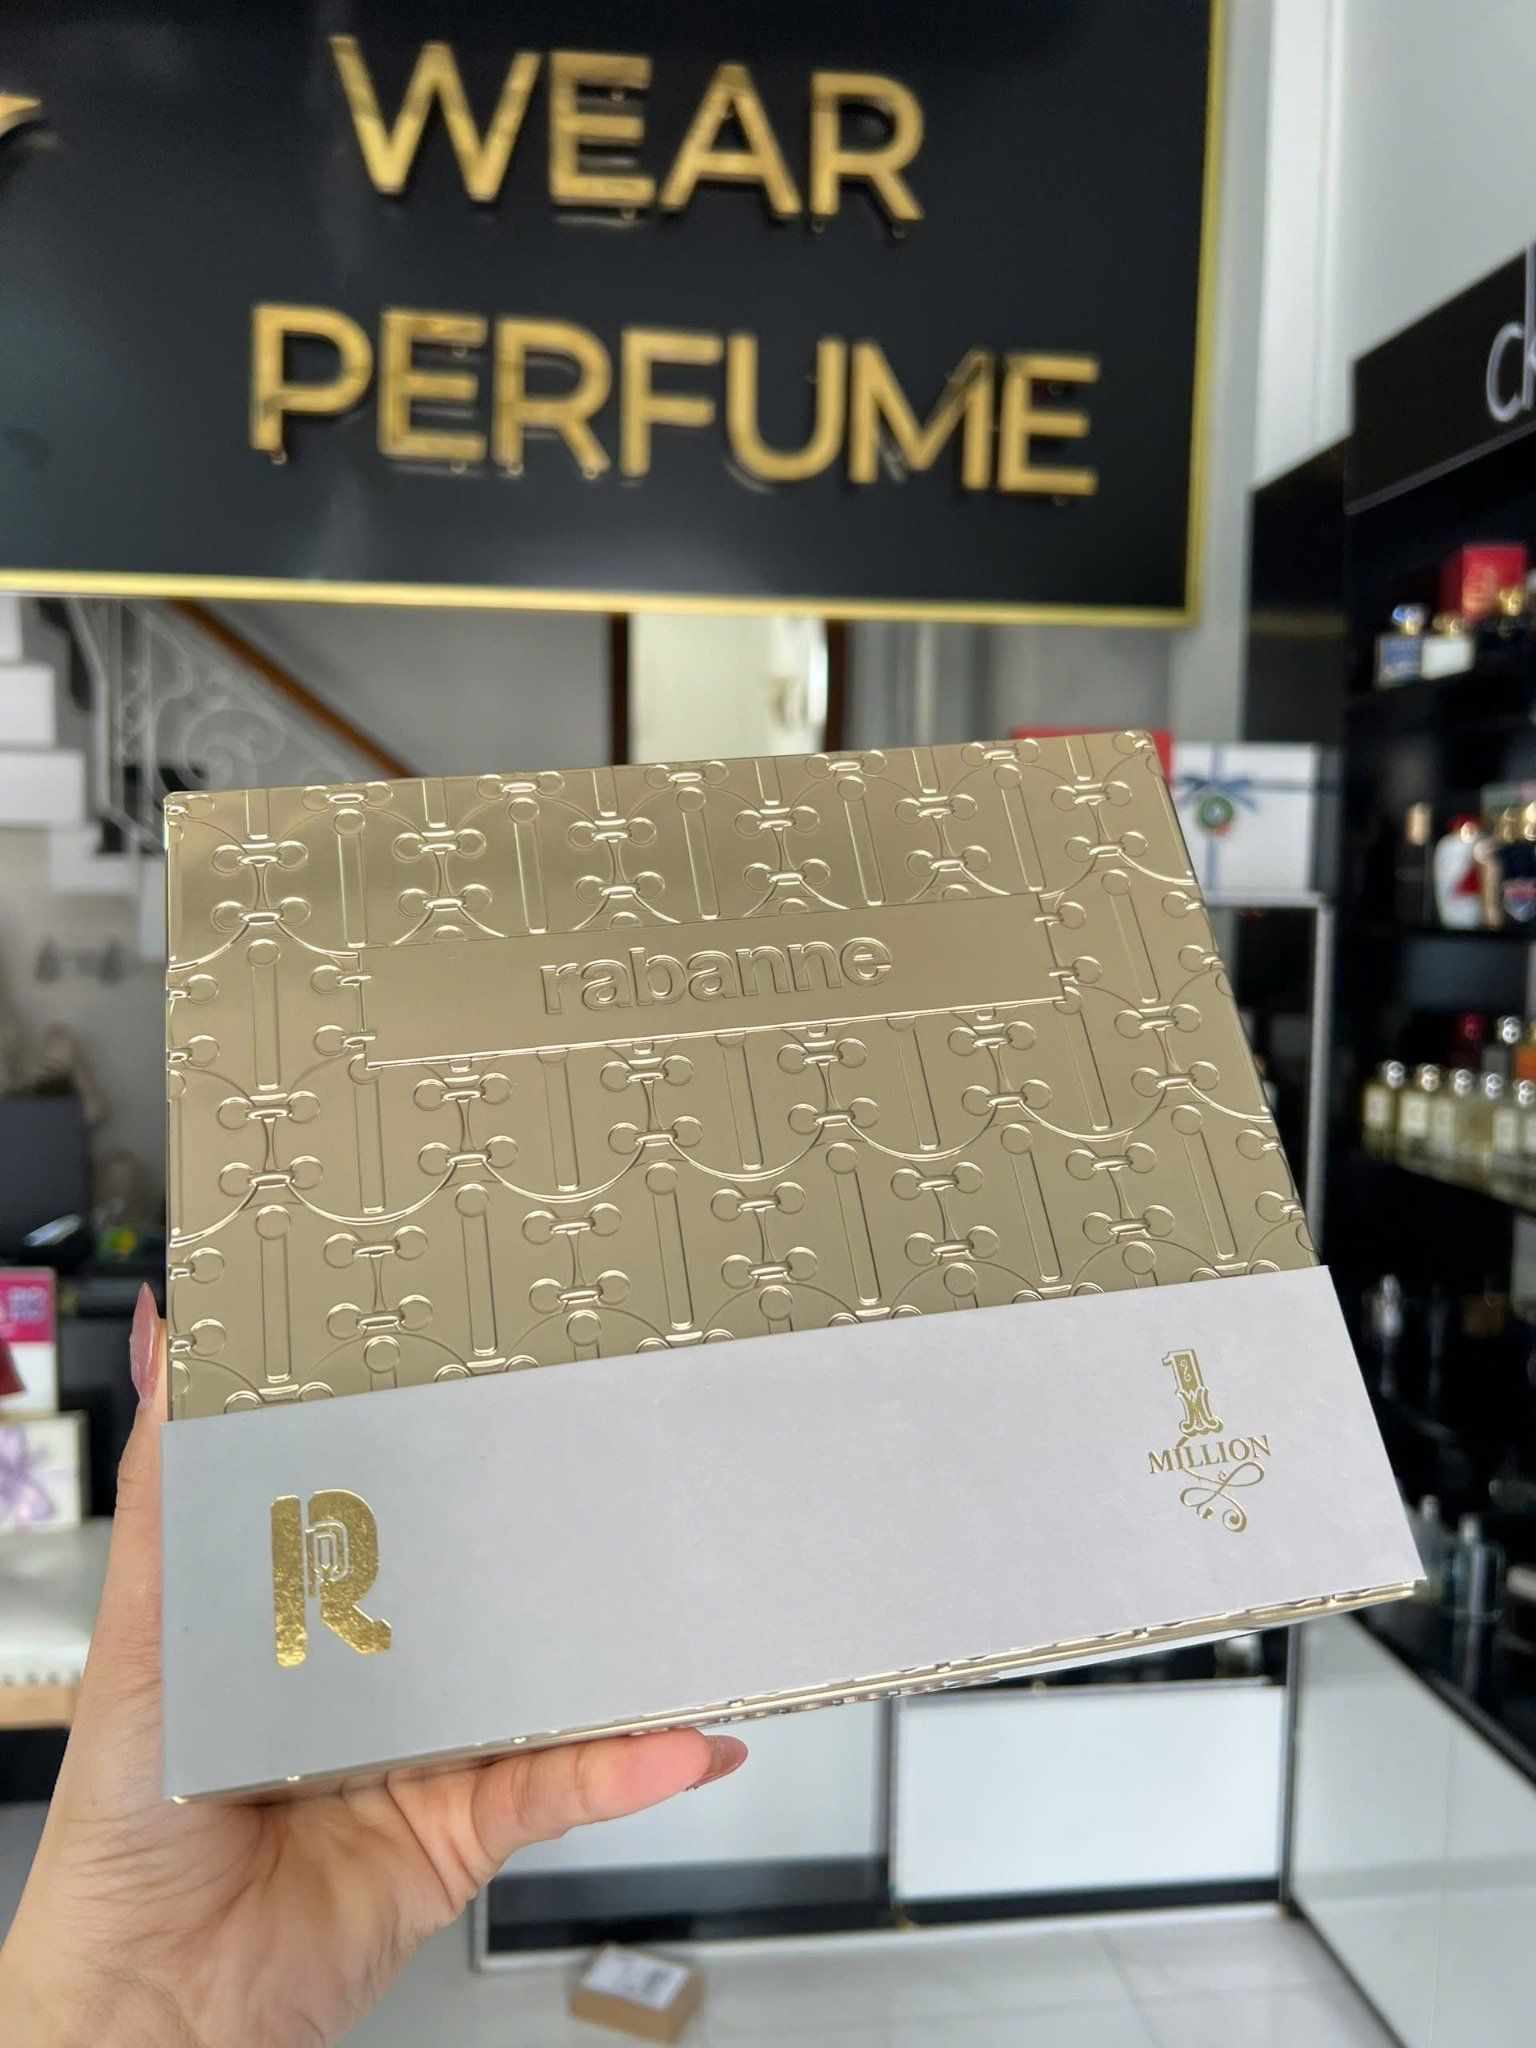 WEAR
PERFUME
rabanne
1
MILLION
R